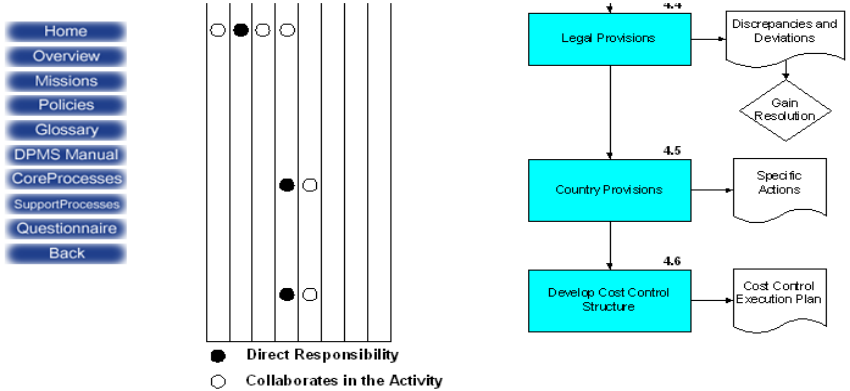 Home
Overview
Missions
Policies
Glossary
DPMS Manual
CoreProcesses
SupportProcesses
Questionnaire
Back
Direct Responsibility
Collaborates in the Activity
4.4
Legal Provisions
Discrepancies and
Deviations
Gain
Resolution
4.5
Country Provisions
Specific
Actions
4.6
Develop Cost Control
Structure
Cost Control
Execution Plan